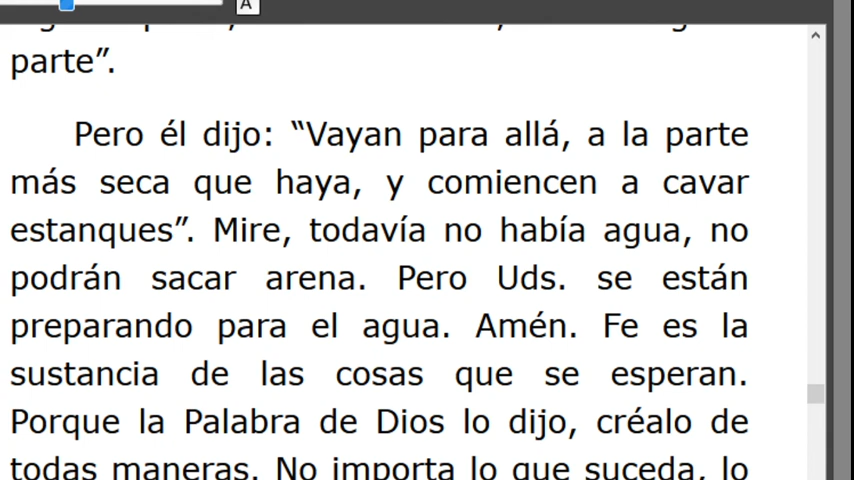 A
parte”.
Pero él dijo: “Vayan para allá, a la parte
más seca que haya, y comiencen a cavar
estanques”. Mire, todavía no había agua, no
podrán sacar arena. Pero Uds. se están
preparando para el agua. Amén. Fe es la
sustancia de las cosas que se esperan.
Porque la Palabra de Dios lo dijo, créalo de
todas maneras. No importa lo que suceda, lo